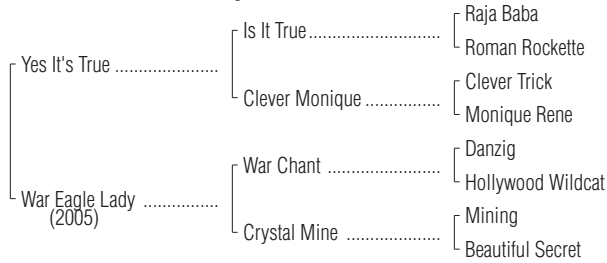 Raja Baba
Is It True
Roman Rockette
Yes It's True
Clever Trick
Clever Monique
Monique Rene
Danzig
War Chant
Hollywood Wildcat
War Eagle Lady
(2005)
Mining
Crystal Mine
Beautiful Secret